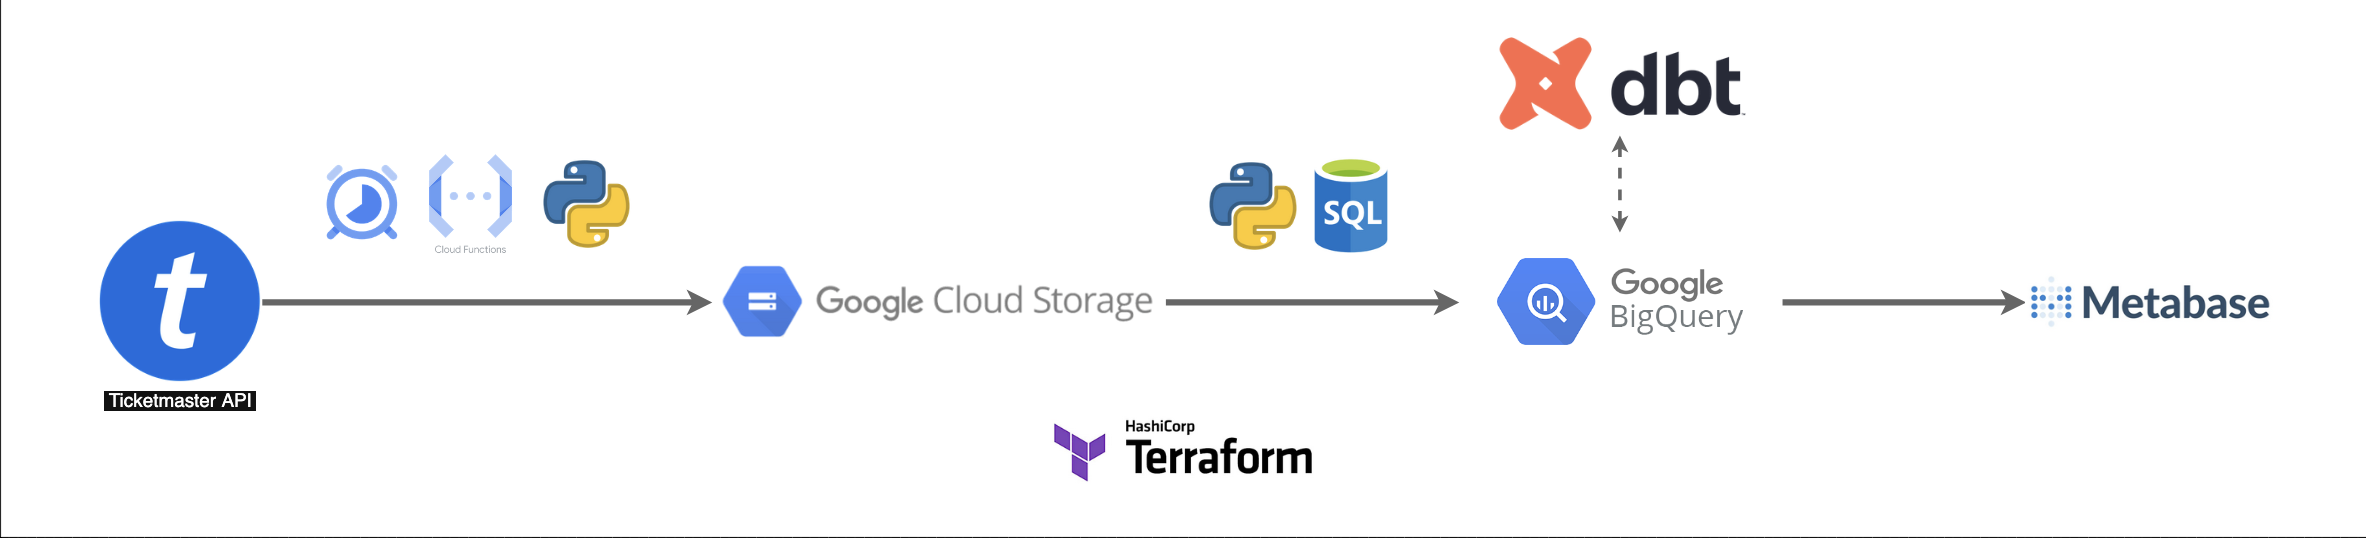 dbt
Cloud Functions
SQL
t
Ticketmaster API
Google Cloud Storage
Google
BigQuery
Metabase
HashiCorp
Terraform